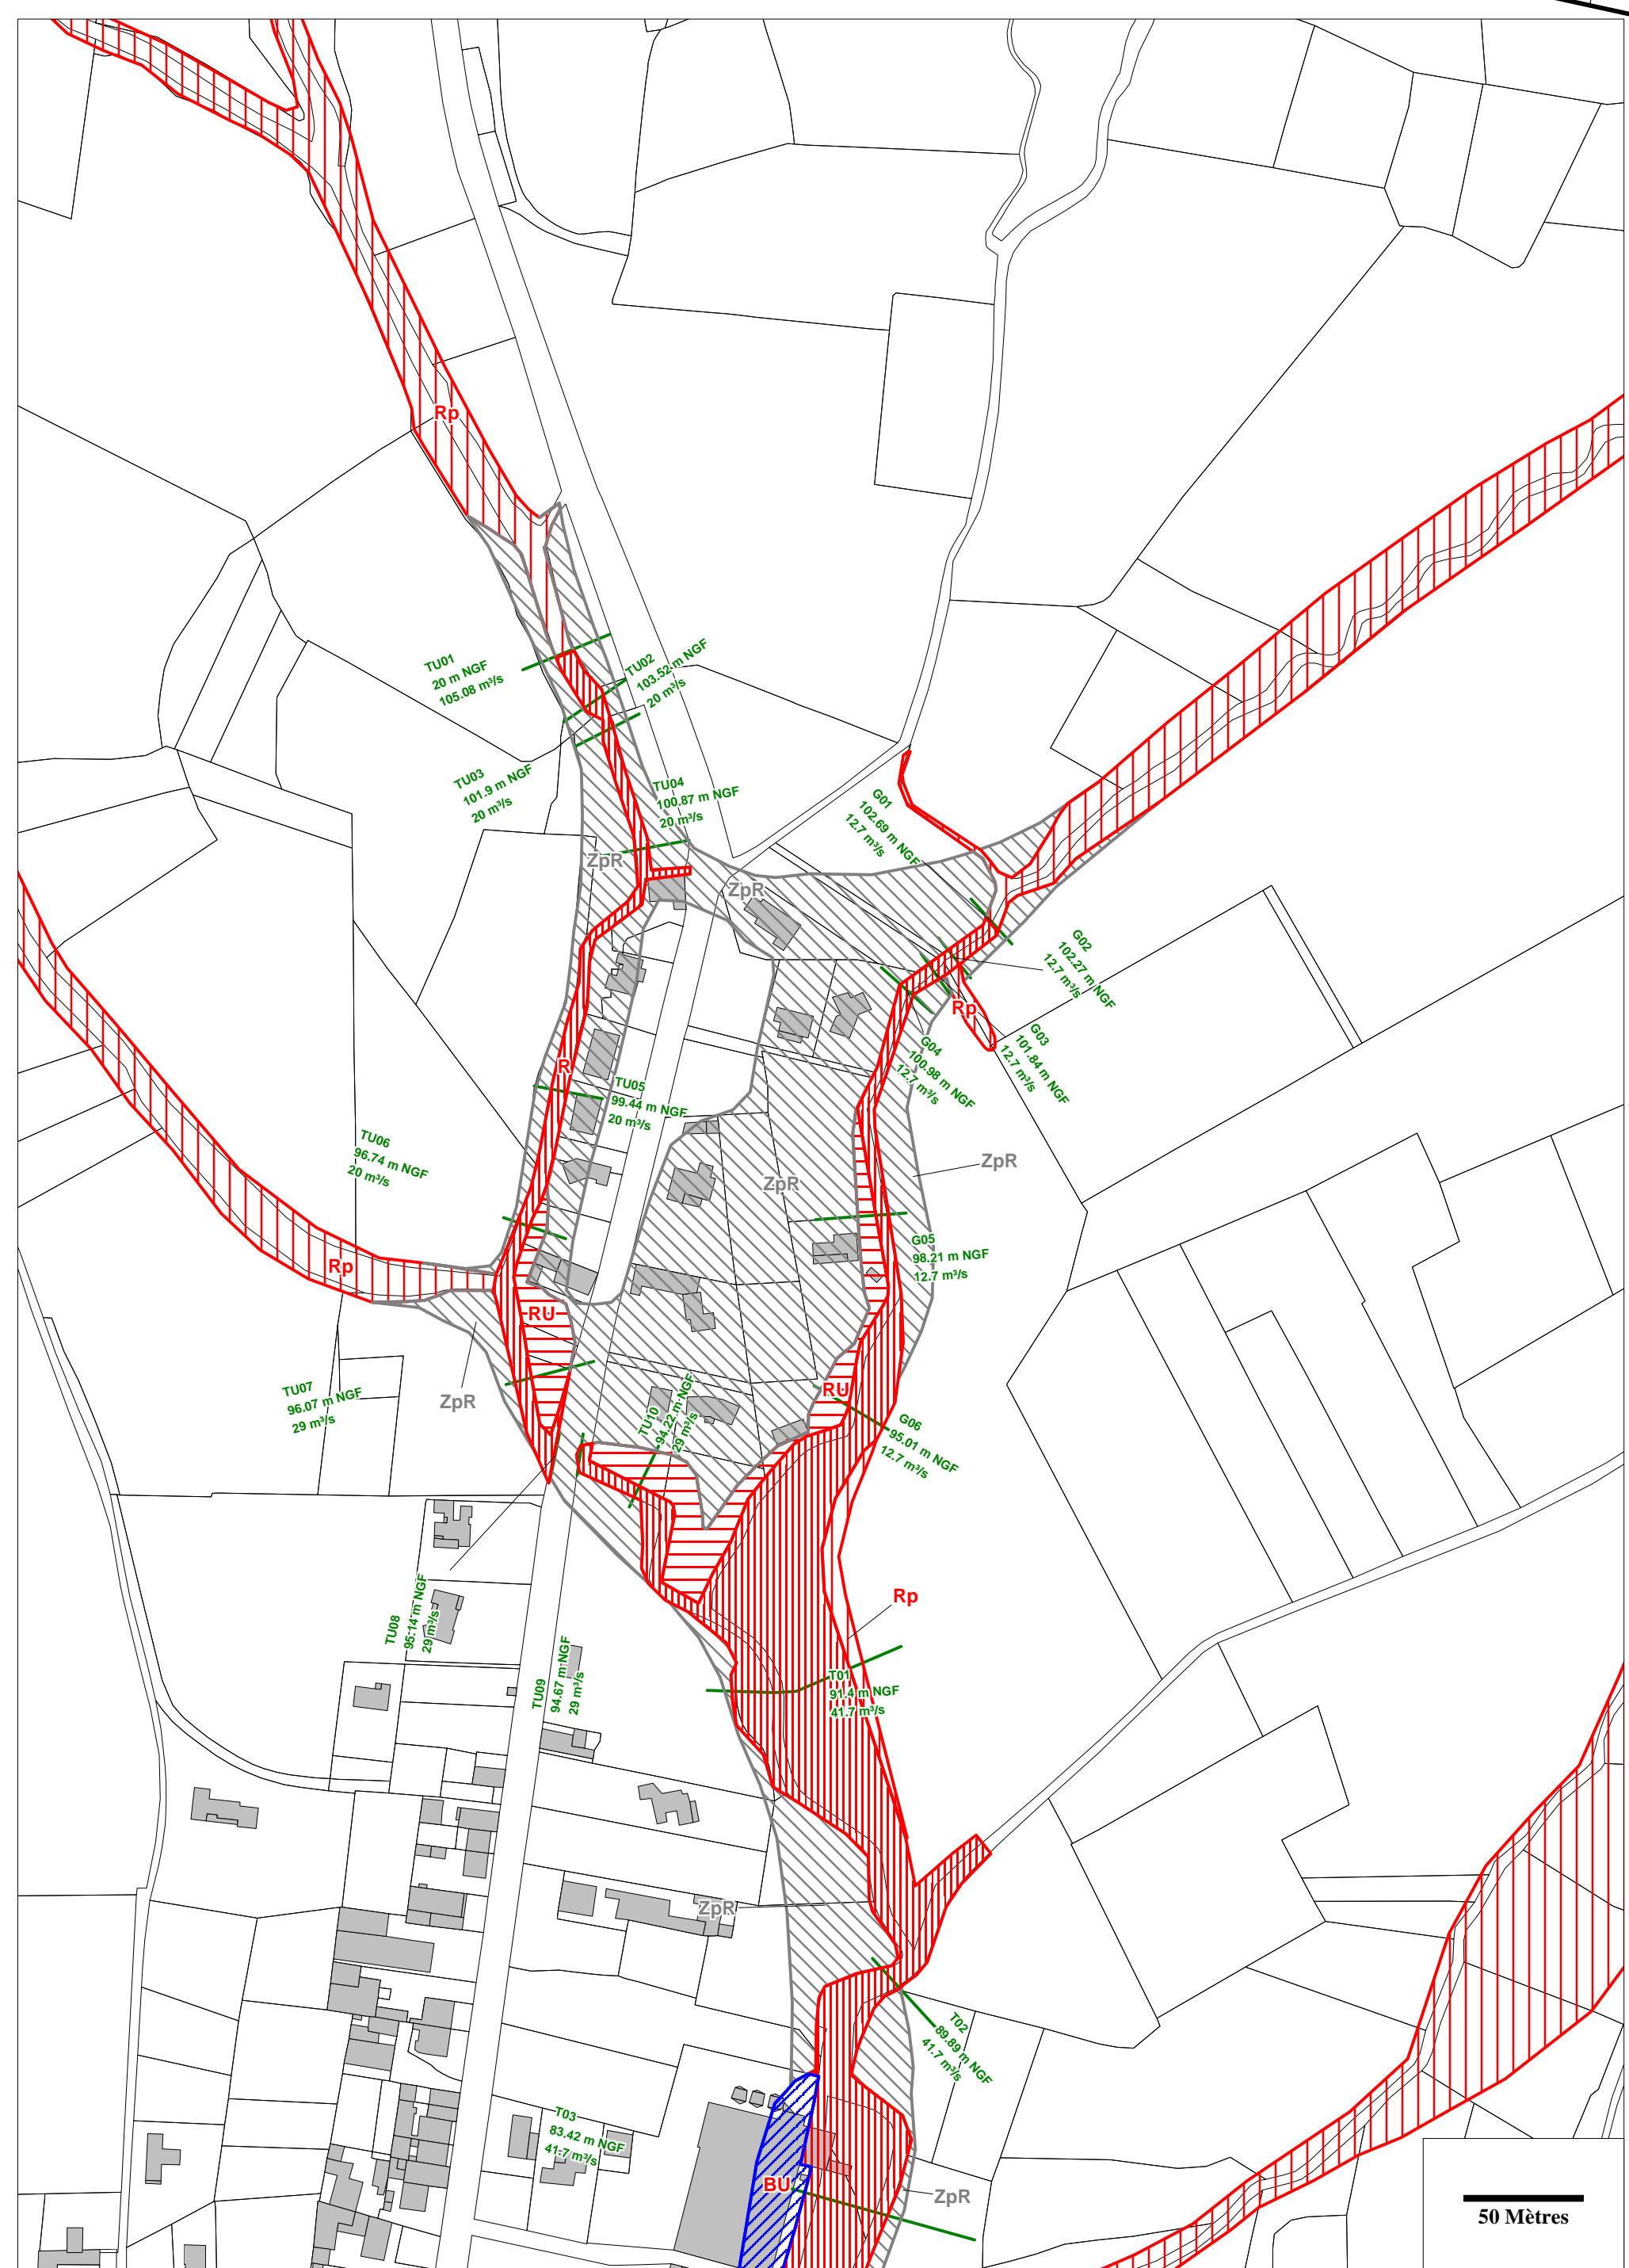 Rp
TU01
20 m NGF
105.08 m³/s
TU02
103.52 m NGF
20 m³/s
TU03
101.9 m NGF
20 m³/s
TU04
100.87 m NGF
20 m³/s
G01
102.69 m NGF
12.7 m³/s
ZpR
ZpR
G02
102.27 m NGF
12.7 m³/s
Rp
G03
101.84 m NGF
12.7 m³/s
G04
100.98 m NGF
12.7 m³/s
R
TU05
99.44 m NGF
20 m³/s
TU06
96.74 m NGF
20 m³/s
ZpR
ZpR
G05
98.21 m NGF
12.7 m³/s
Rp
RU
TU07
96.07 m NGF
29 m³/s
ZpR
RU
TU10
94.22 m NGF
29 m³/s
G06
95.01 m NGF
12.7 m³/s
Rp
TU08
95.14 m NGF
29 m³/s
TU09
94.67 m NGF
29 m³/s
T01
91.4 m NGF
41.7 m³/s
ZpR
T02
89.89 m NGF
41.7 m³/s
T03
83.42 m NGF
41.7 m³/s
BU
ZpR
50 Mètres